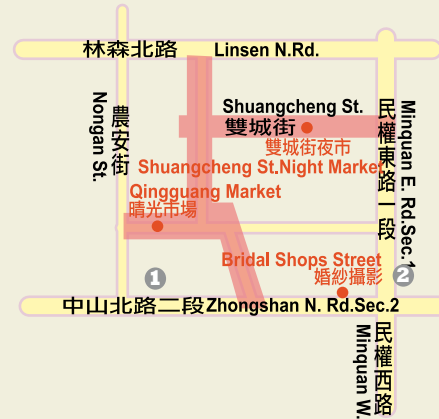 林森北路 Linsen N.Rd.
農安街
Nongan St.
Shuangcheng St.
雙城街
雙城街夜市
Shuangcheng St.Night Market
Qingguang Market
晴光市場
民權東路一段
Minquan E. Rd.Sec.1
Bridal Shops Street
婚紗攝影
1
2
中山北路二段 Zhongshan N. Rd.Sec.2
民權西路
Minquan W.